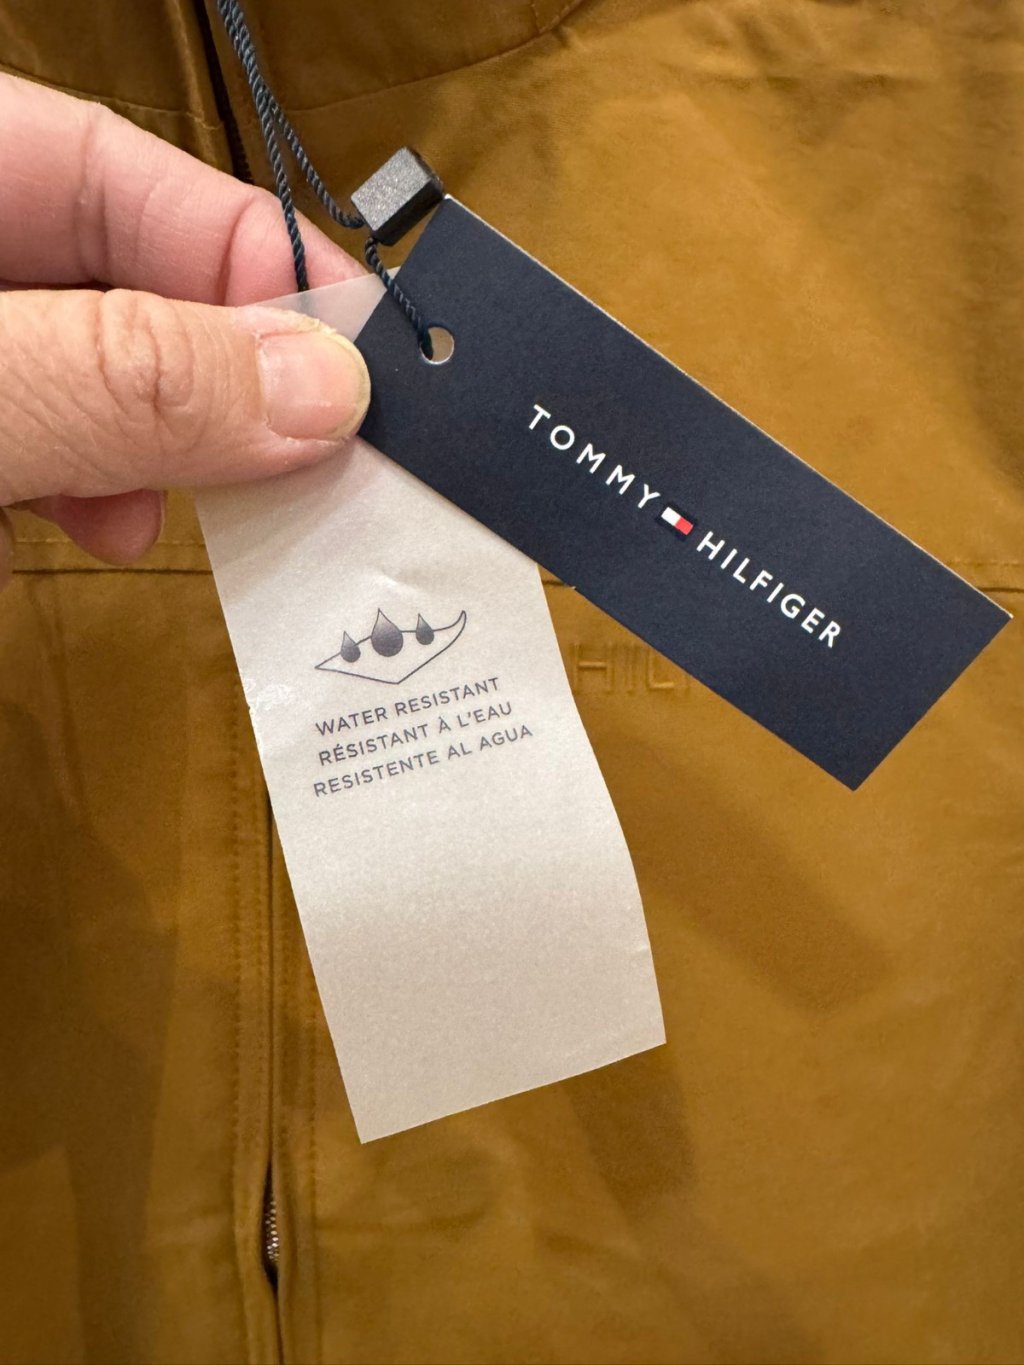 TOMMY HILFIGER
WATER RESISTANT
RÉSISTANT À L'EAU
RESISTENTE AL AGUA